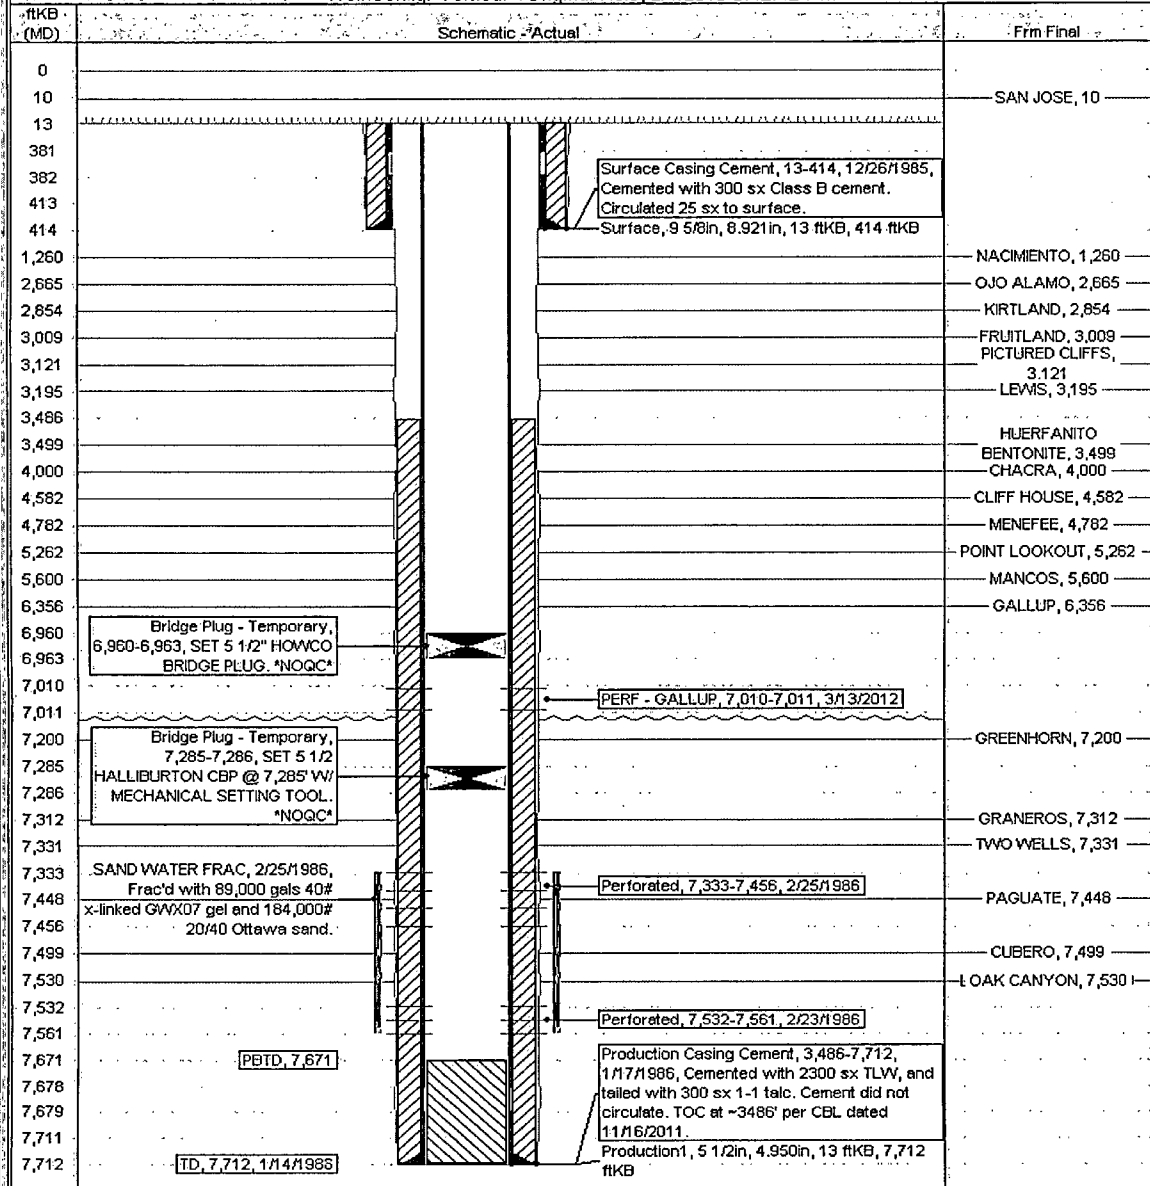 ftKB
(MD)
Schematic - Actual
Frm Final
0
10
SAN JOSE, 10
13
381
382
413
414
Surface Casing Cement, 13-414, 12/26/1985,
Cemented with 300 sx Class B cement.
Circulated 25 sx to surface.
Surface, 9 5/8in, 8.921in, 13 ftKB, 414 ftKB
1,260
NACIMIENTO, 1,260
2,665
OJO ALAMO, 2,665
2,854
KIRTLAND, 2,854
3,009
FRUITLAND, 3,009
3,121
PICTURED CLIFFS,
3.121
3,195
LEWIS, 3,195
3,486
3,499
HUERFANITO
BENTONITE, 3,499
4,000
CHACRA, 4,000
4,582
CLIFF HOUSE, 4,582
4,782
MENEFEE, 4,782
5,262
POINT LOOKOUT, 5,262
5,600
MANCOS, 5,600
6,356
GALLUP, 6,356
6,960
6,963
Bridge Plug - Temporary,
6,960-6,963, SET 5 1/2" HOWCO
BRIDGE PLUG. *NOQC*
7,010
7,011
PERF - GALLUP, 7,010-7,011, 3/13/2012
7,200
GREENHORN, 7,200
7,285
7,286
Bridge Plug - Temporary,
7,285-7,286, SET 5 1/2
HALLIBURTON CBP @ 7,285' W/
MECHANICAL SETTING TOOL.
*NOQC*
7,312
GRANEROS, 7,312
7,331
TWO WELLS, 7,331
7,333
SAND WATER FRAC, 2/25/1986,
Frac'd with 89,000 gals 40#
x-linked GWX07 gel and 184,000#
20/40 Ottawa sand.
Perforated, 7,333-7,456, 2/25/1986
7,448
PAGUATE, 7,448
7,456
7,499
CUBERO, 7,499
7,530
OAK CANYON, 7,530
7,532
7,561
Perforated, 7,532-7,561, 2/23/1986
7,671
PBTD, 7,671
7,678
7,679
7,711
7,712
Production Casing Cement, 3,486-7,712,
1/17/1986, Cemented with 2300 sx TLW, and
tailed with 300 sx 1-1 talc. Cement did not
circulate. TOC at ~3486' per CBL dated
11/16/2011.
TD, 7,712, 1/14/1986
Production1, 5 1/2in, 4.950in, 13 ftKB, 7,712
ftKB